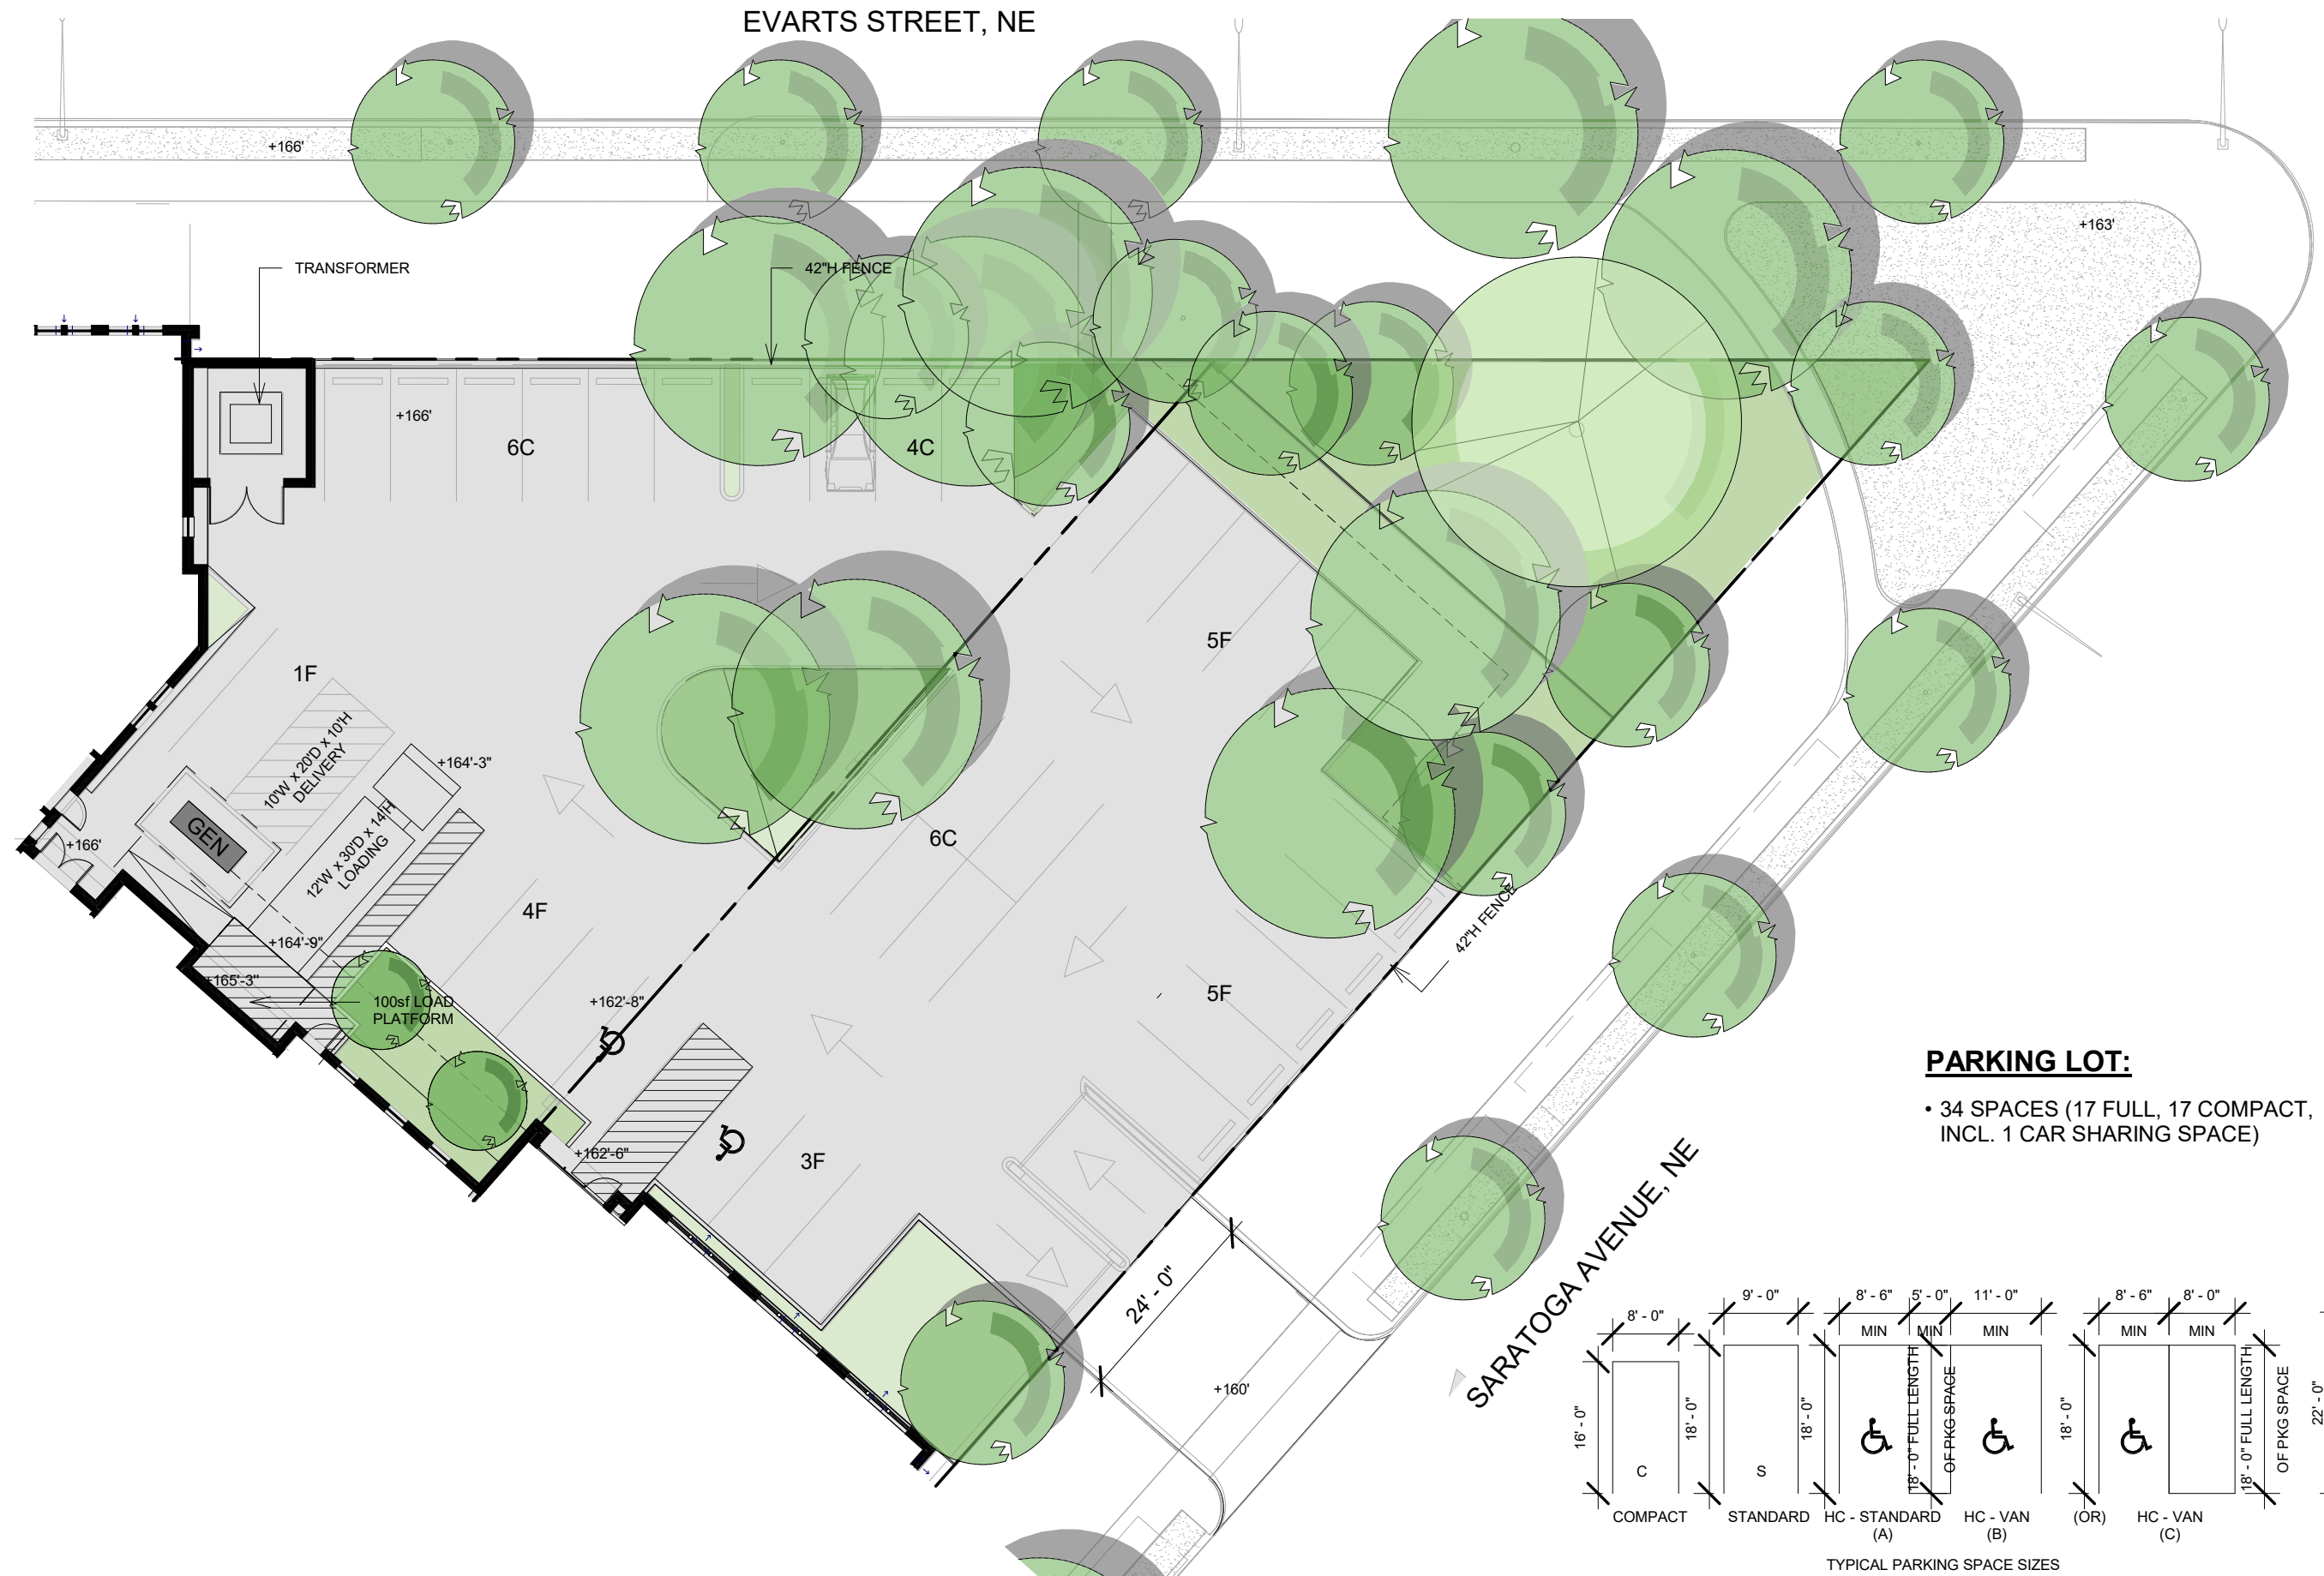 EVARTS STREET, NE
+166'
+163'
TRANSFORMER
42"H FENCE
+166'
6C
4C
5F
1F
10'W x 20'D x 10'H
DELIVERY
+164'-3"
12'W x 30'D x 14'H
LOADING
GEN
+166'
6C
4F
+164'-9"
+165'-3"
100sf LOAD
PLATFORM
+162'-8"
5F
42"H FENCE
+162'-6"
3F
PARKING LOT:
• 34 SPACES (17 FULL, 17 COMPACT,
INCL. 1 CAR SHARING SPACE)
24' - 0"
SARATOGA AVENUE, NE
+160'
8' - 0"
16' - 0"
C
COMPACT
9' - 0"
18' - 0"
S
STANDARD
8' - 6"
MIN
5' - 0"
MIN
11' - 0"
MIN
18' - 0"
18' - 0" FULL LENGTH
OF PKG SPACE
HC - STANDARD
(A)
HC - VAN
(B)
(OR)
8' - 6"
MIN
8' - 0"
MIN
18' - 0"
18' - 0" FULL LENGTH
OF PKG SPACE
HC - VAN
(C)
22' - 0"
TYPICAL PARKING SPACE SIZES